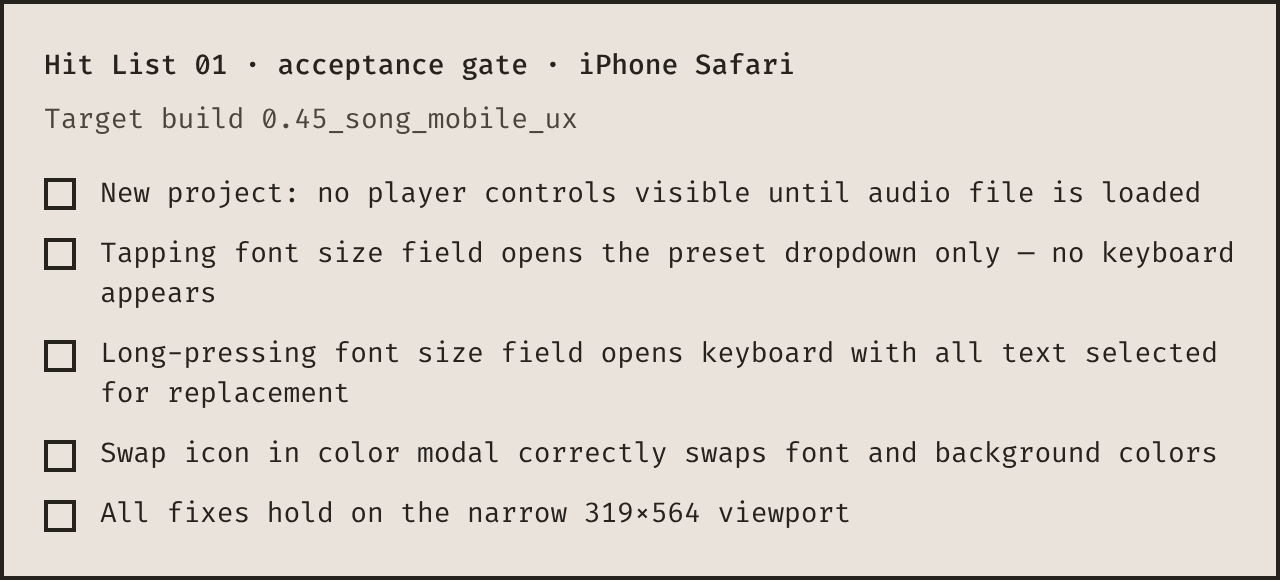 Hit List 01 · acceptance gate · iPhone Safari
Target build 0.45_song_mobile_ux
New project: no player controls visible until audio file is loaded
Tapping font size field opens the preset dropdown only — no keyboard
appears
Long-pressing font size field opens keyboard with all text selected
for replacement
Swap icon in color modal correctly swaps font and background colors
All fixes hold on the narrow 319×564 viewport